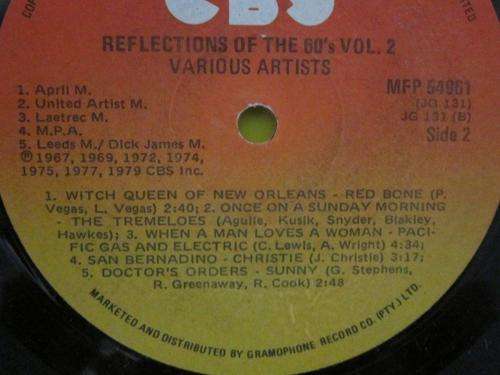 CBS
REFLECTIONS OF THE 60's VOL. 2
VARIOUS ARTISTS
1. April M.
2. United Artist M.
3. Laetrec M.
4. M.P.A.
5. Leeds M./ Dick James M.
℗ 1967, 1969, 1972, 1974,
1975, 1977, 1979 CBS Inc.
MFP 54961
(JG 131)
JG 131 (B)
Side 2
1. WITCH QUEEN OF NEW ORLEANS - RED BONE (P.
Vegas, L. Vegas) 2:40; 2. ONCE ON A SUNDAY MORNING
- THE TREMELOES (Agulle, Kusik, Snyder, Blakley,
Hawkes); 3. WHEN A MAN LOVES A WOMAN - PACI-
FIC GAS AND ELECTRIC (C. Lewis, A. Wright) 4:34;
4. SAN BERNADINO - CHRISTIE (J. Christie) 3:17;
5. DOCTOR'S ORDERS - SUNNY (G. Stephens,
R. Greenaway, R. Cook) 2:48
MARKETED AND DISTRIBUTED BY GRAMOPHONE RECORD CO. (PTY.) LTD.